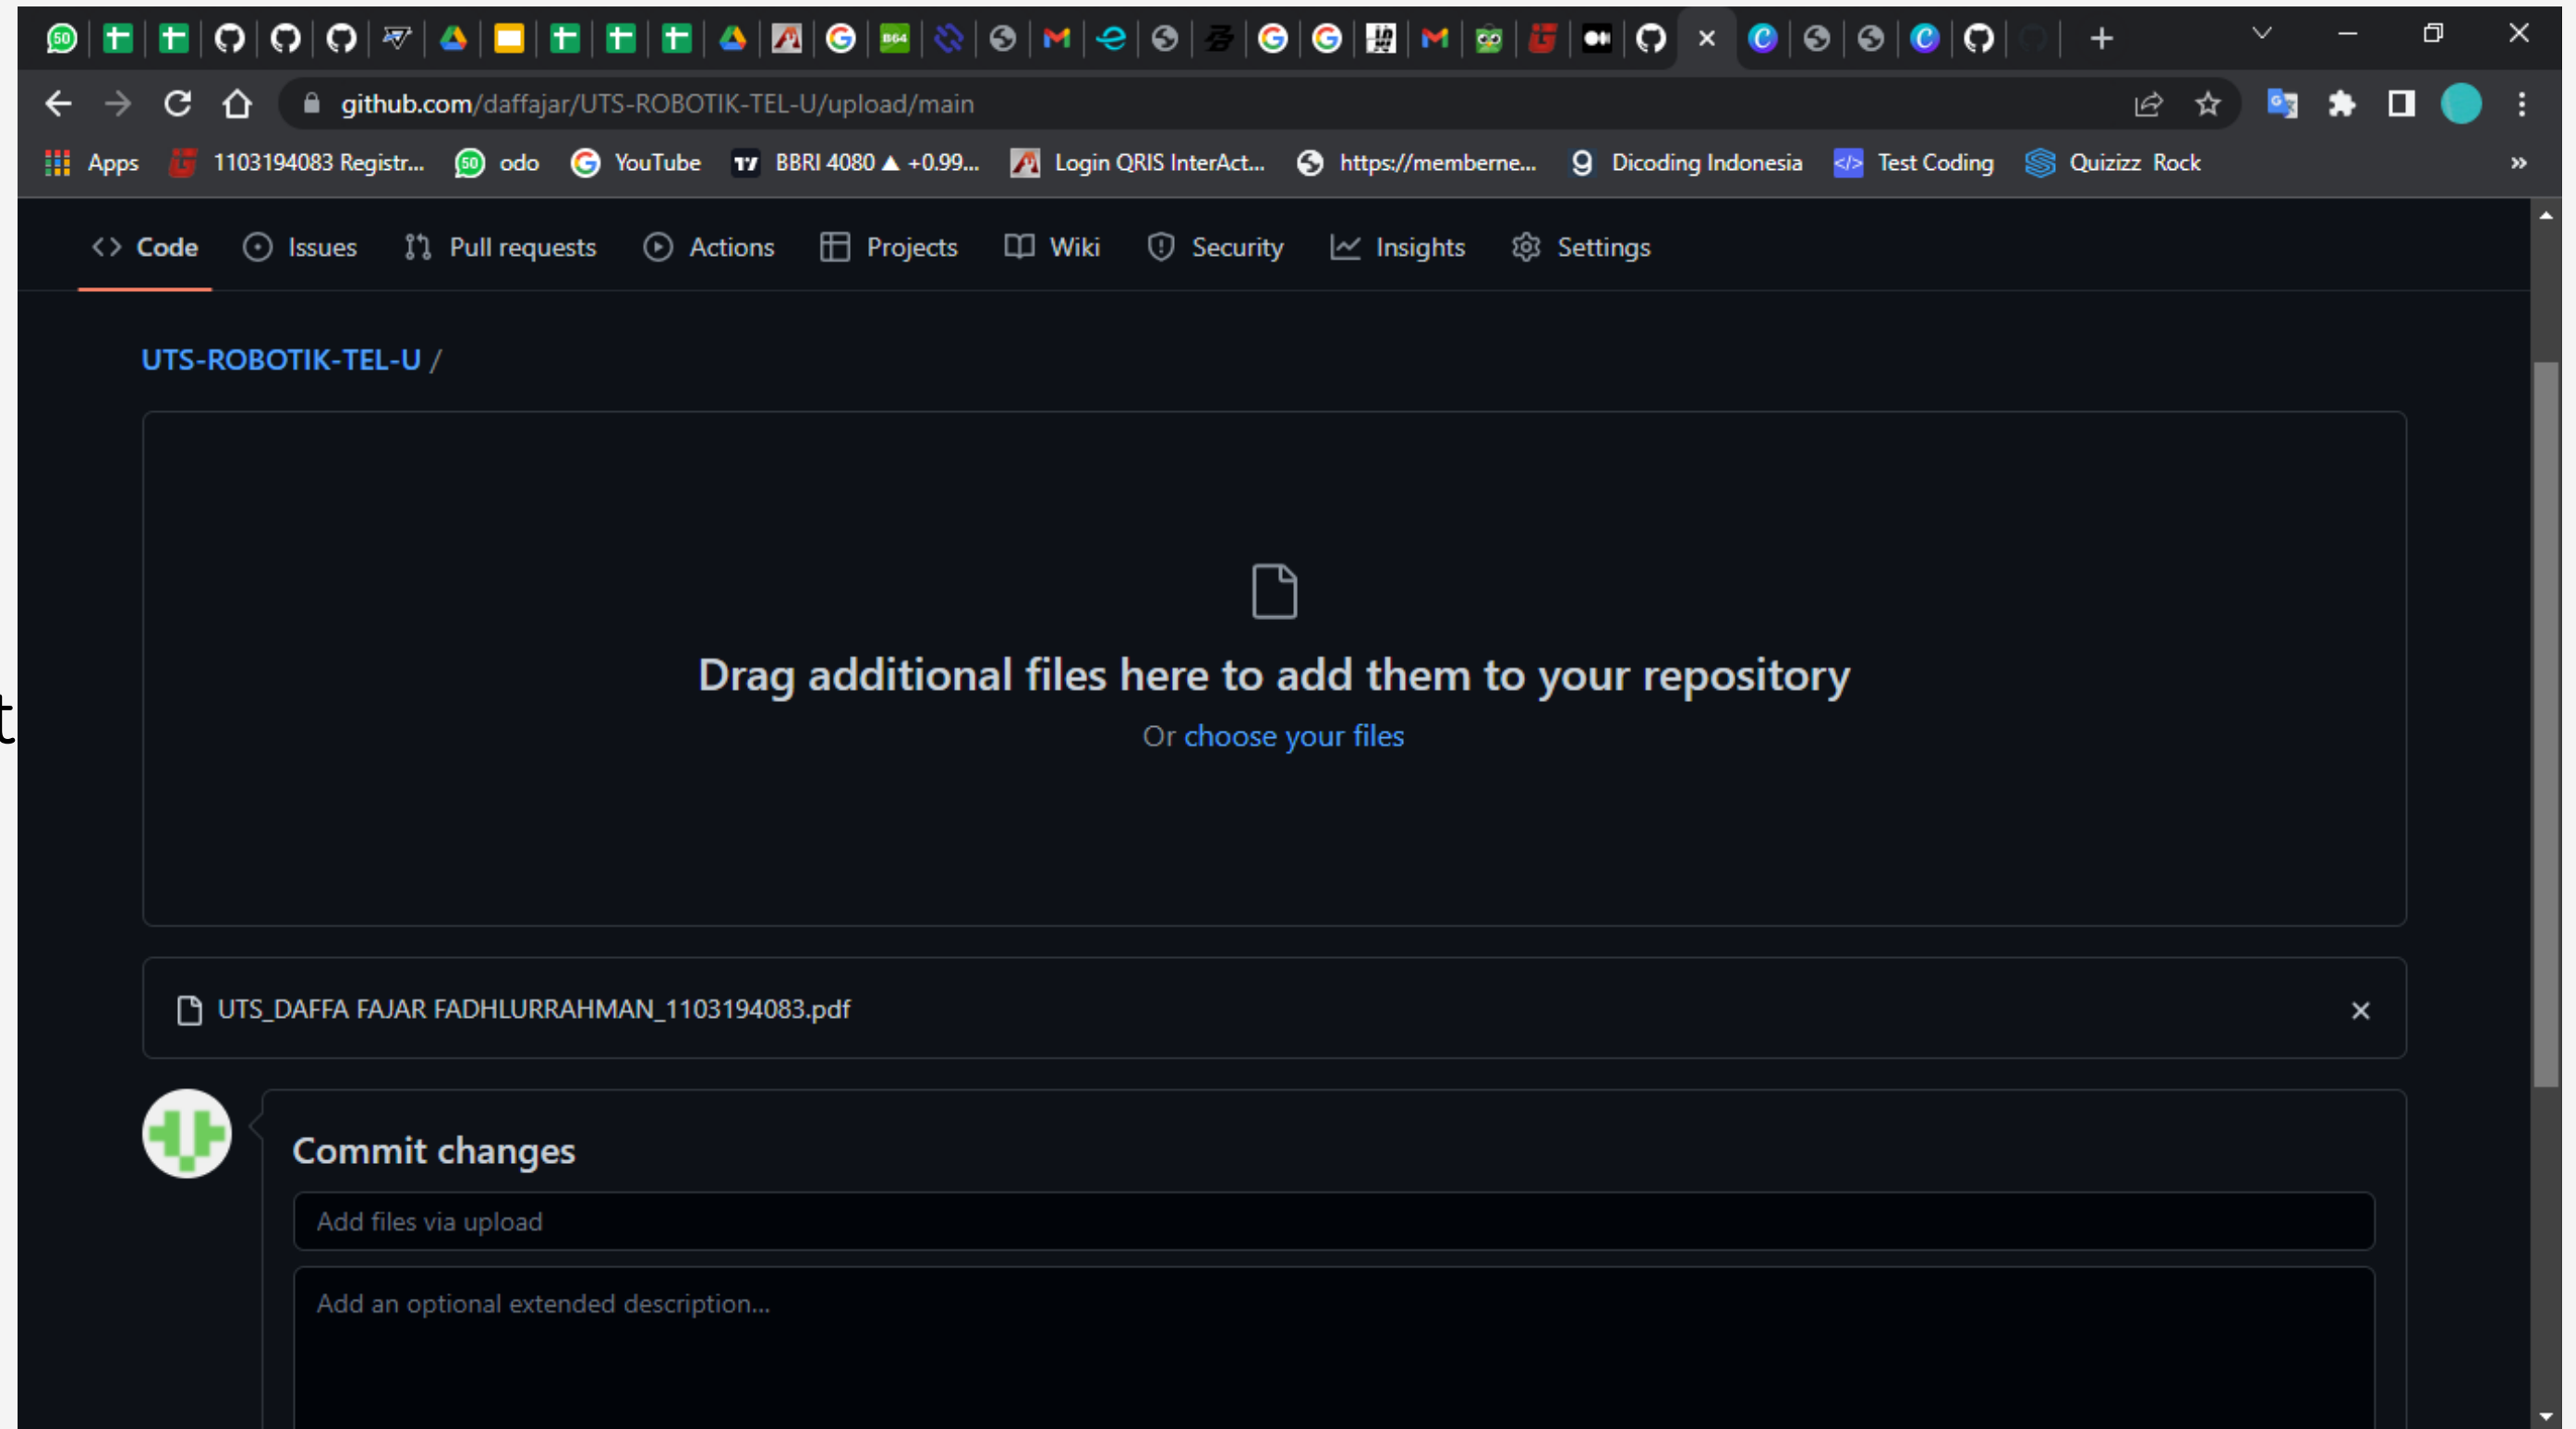 github.com/daffajar/UTS-ROBOTIK-TEL-U/upload/main
Apps 1103194083 Registr... odo YouTube BBRI 4080 ▲ +0.99... Login QRIS InterAct... https://memberne... Dicoding Indonesia Test Coding Quizizz Rock »
<> Code Issues Pull requests Actions Projects Wiki Security Insights Settings
UTS-ROBOTIK-TEL-U /
Drag additional files here to add them to your repository
t
Or choose your files
UTS_DAFFA FAJAR FADHLURRAHMAN_1103194083.pdf
Commit changes
Add files via upload
Add an optional extended description...